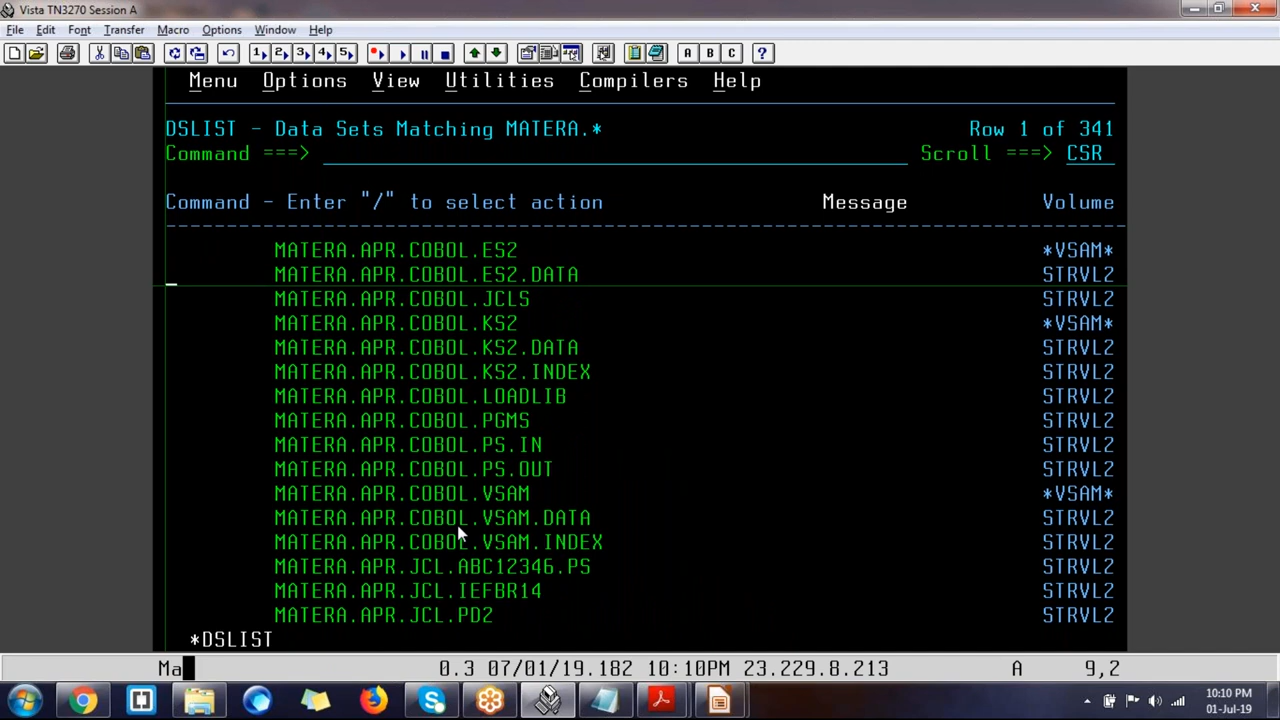 Vista TN3270 Session A
File Edit Font Transfer Macro Options Window Help
1 2 3 4 5 A B C ?
Menu Options View Utilities Compilers Help
DSLIST - Data Sets Matching MATERA.* Row 1 of 341
Command ===> Scroll ===> CSR
Command - Enter "/" to select action Message Volume
MATERA.APR.COBOL.ES2 *VSAM*
MATERA.APR.COBOL.ES2.DATA STRVL2
MATERA.APR.COBOL.JCLS STRVL2
MATERA.APR.COBOL.KS2 *VSAM*
MATERA.APR.COBOL.KS2.DATA STRVL2
MATERA.APR.COBOL.KS2.INDEX STRVL2
MATERA.APR.COBOL.LOADLIB STRVL2
MATERA.APR.COBOL.PGMS STRVL2
MATERA.APR.COBOL.PS.IN STRVL2
MATERA.APR.COBOL.PS.OUT STRVL2
MATERA.APR.COBOL.VSAM *VSAM*
MATERA.APR.COBOL.VSAM.DATA STRVL2
MATERA.APR.COBOL.VSAM.INDEX STRVL2
MATERA.APR.JCL.ABC12346.PS STRVL2
MATERA.APR.JCL.IEFBR14 STRVL2
MATERA.APR.JCL.PD2 STRVL2
*DSLIST
Ma 0.3 07/01/19.182 10:10PM 23.229.8.213 A 9,2
10:10 PM
01-Jul-19